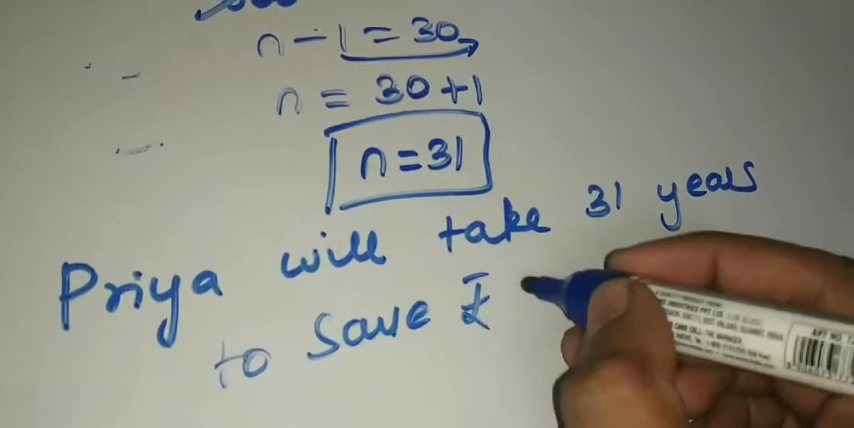 n - 1 = 30
n = 30 + 1
n = 31
Priya will take 31 years
to save ₹